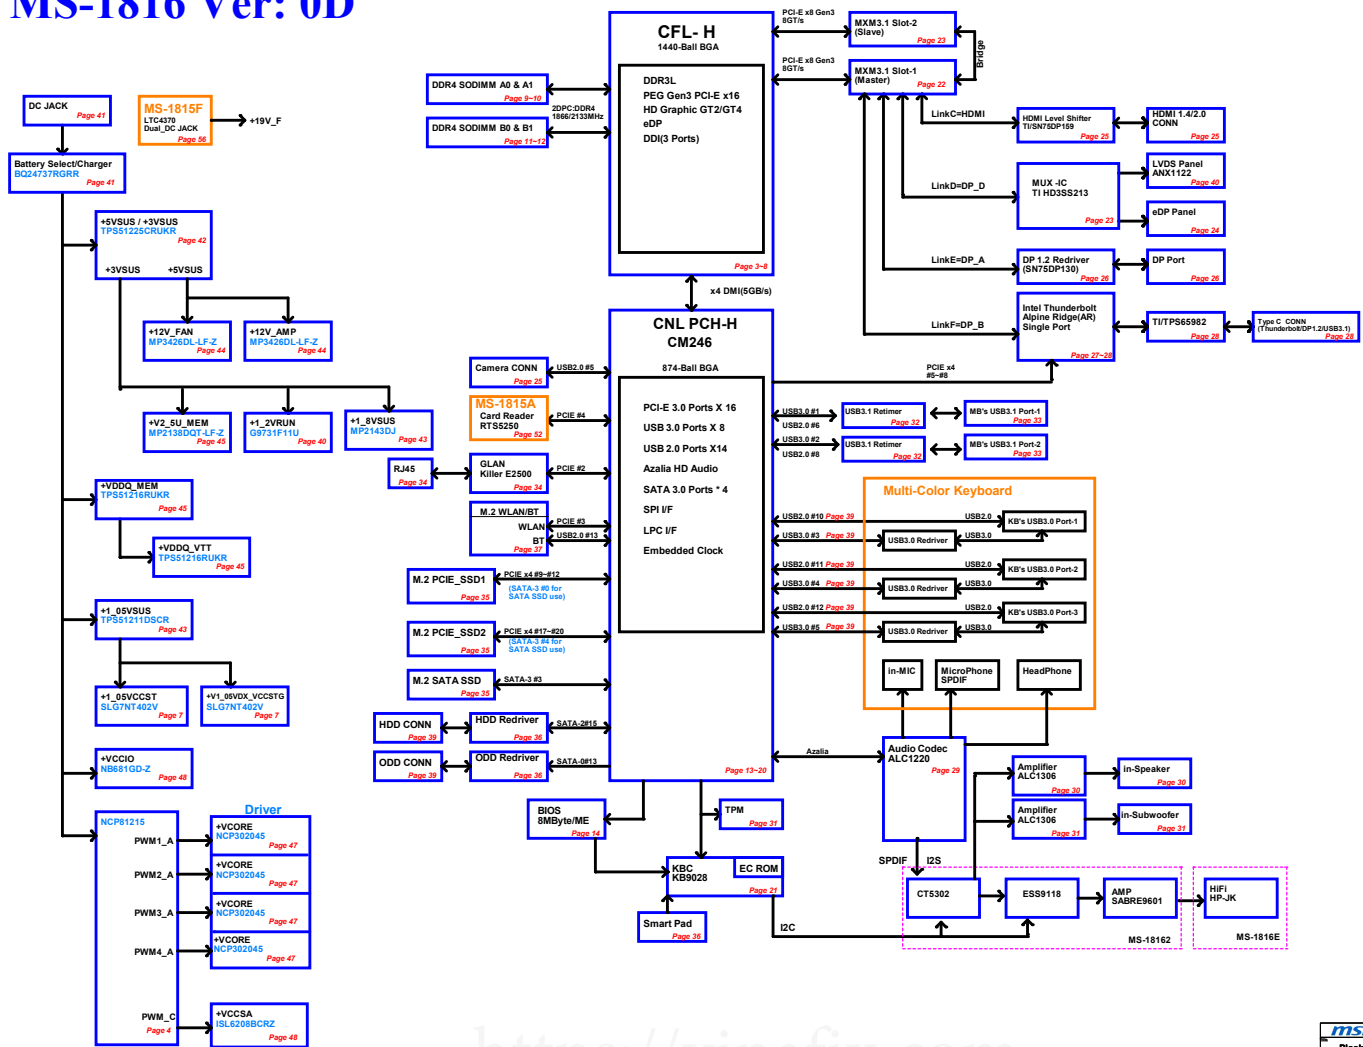 MS-1816 Ver: 0D
DC JACK
Page 41
MS-1815F
LTC4370
Dual_DC JACK
Page 56
+19V_F
Battery Select/Charger
BQ24737RGRR
Page 41
+5VSUS / +3VSUS
TPS51225CRUKR
Page 42
+3VSUS
+5VSUS
+12V_FAN
MP3426DL-LF-Z
Page 44
+12V_AMP
MP3426DL-LF-Z
Page 44
+V2_5U_MEM
MP2138DQT-LF-Z
Page 45
+1_2VRUN
G9731F11U
Page 40
+1_8VSUS
MP2143DJ
Page 43
+VDDQ_MEM
TPS51216RUKR
Page 45
+VDDQ_VTT
TPS51216RUKR
Page 45
+1_05VSUS
TPS51211DSCR
Page 43
+1_05VCCST
SLG7NT402V
Page 7
+V1_05VDX_VCCSTG
SLG7NT402V
Page 7
+VCCIO
NB681GD-Z
Page 48
NCP81215
PWM1_A
PWM2_A
PWM3_A
PWM4_A
PWM_C
Page 4
Driver
+VCORE
NCP302045
Page 47
+VCORE
NCP302045
Page 47
+VCORE
NCP302045
Page 47
+VCORE
NCP302045
Page 47
+VCCSA
ISL6208BCRZ
Page 48
CFL- H
1440-Ball BGA
DDR3L
PEG Gen3 PCI-E x16
HD Graphic GT2/GT4
eDP
DDI(3 Ports)
Page 3~8
DDR4 SODIMM A0 & A1
Page 9~10
DDR4 SODIMM B0 & B1
Page 11~12
2DPC:DDR4
1866/2133MHz
x4 DMI(5GB/s)
CNL PCH-H
CM246
874-Ball BGA
PCI-E 3.0 Ports X 16
USB 3.0 Ports X 8
USB 2.0 Ports X14
Azalia HD Audio
SATA 3.0 Ports * 4
SPI I/F
LPC I/F
Embedded Clock
Page 13~20
Camera CONN
Page 25
USB2.0 #5
MS-1815A
Card Reader
RTS5250
Page 52
PCIE #4
RJ45
Page 34
GLAN
Killer E2500
Page 34
PCIE #2
M.2 WLAN/BT
WLAN
BT
Page 37
PCIE #3
USB2.0 #13
M.2 PCIE_SSD1
Page 35
PCIE x4 #9~#12
(SATA-3 #0 for
SATA SSD use)
M.2 PCIE_SSD2
Page 35
PCIE x4 #17~#20
(SATA-3 #4 for
SATA SSD use)
M.2 SATA SSD
Page 35
SATA-3 #3
HDD CONN
Page 39
HDD Redriver
Page 36
SATA-2#15
ODD CONN
Page 39
ODD Redriver
Page 36
SATA-0#13
BIOS
8MByte/ME
Page 14
TPM
Page 31
KBC
KB9028
EC ROM
Page 21
Smart Pad
Page 36
I2C
PCI-E x8 Gen3
8GT/s
MXM3.1 Slot-2
(Slave)
Page 23
PCI-E x8 Gen3
8GT/s
MXM3.1 Slot-1
(Master)
Page 22
Bridge
LinkC=HDMI
HDMI Level Shifter
TI/SN75DP159
Page 25
HDMI 1.4/2.0
CONN
Page 25
LinkD=DP_D
MUX -IC
TI HD3SS213
Page 23
LVDS Panel
ANX1122
Page 40
eDP Panel
Page 24
LinkE=DP_A
DP 1.2 Redriver
(SN75DP130)
Page 26
DP Port
Page 26
LinkF=DP_B
Intel Thunderbolt
Alpine Ridge(AR)
Single Port
Page 27~28
TI/TPS65982
Page 28
Type C CONN
(Thunderbolt/DP1.2/USB3.1)
Page 28
PCIE x4
#5~#8
USB3.0 #1
USB2.0 #6
USB3.1 Retimer
Page 32
MB's USB3.1 Port-1
Page 33
USB3.0 #2
USB2.0 #8
USB3.1 Retimer
Page 32
MB's USB3.1 Port-2
Page 33
Multi-Color Keyboard
USB2.0 #10 Page 39
USB2.0
KB's USB3.0 Port-1
USB3.0 #3 Page 39
USB3.0 Redriver
USB3.0
USB2.0 #11 Page 39
USB2.0
KB's USB3.0 Port-2
USB3.0 #4 Page 39
USB3.0 Redriver
USB3.0
USB2.0 #12 Page 39
USB2.0
KB's USB3.0 Port-3
USB3.0 #5 Page 39
USB3.0 Redriver
USB3.0
in-MIC
MicroPhone
SPDIF
HeadPhone
Azalia
Audio Codec
ALC1220
Page 29
Amplifier
ALC1306
Page 30
in-Speaker
Page 30
Amplifier
ALC1306
Page 31
in-Subwoofer
Page 31
SPDIF
I2S
CT5302
ESS9118
AMP
SABRE9601
MS-18162
HiFi
HP-JK
MS-1816E